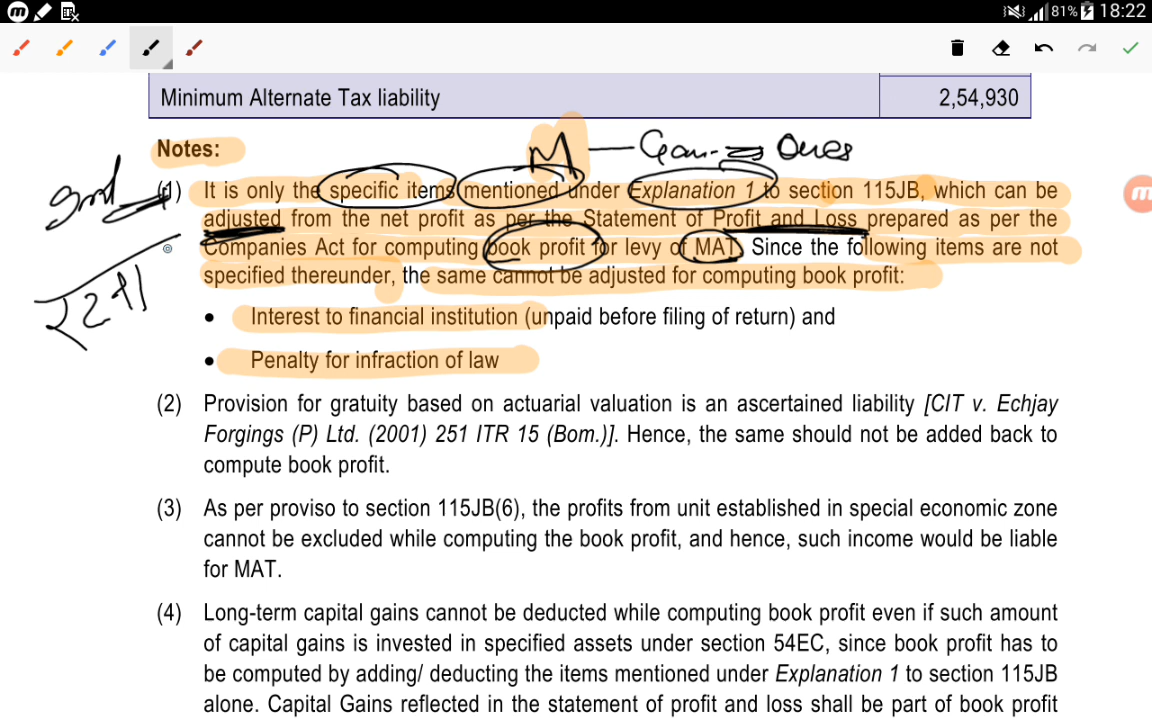 81% 18:22
Minimum Alternate Tax liability 2,54,930
Notes:
(1) It is only the specific items mentioned under Explanation 1 to section 115JB, which can be
adjusted from the net profit as per the Statement of Profit and Loss prepared as per the
Companies Act for computing book profit for levy of MAT. Since the following items are not
specified thereunder, the same cannot be adjusted for computing book profit:
• Interest to financial institution (unpaid before filing of return) and
• Penalty for infraction of law
(2) Provision for gratuity based on actuarial valuation is an ascertained liability [CIT v. Echjay
Forgings (P) Ltd. (2001) 251 ITR 15 (Bom.)]. Hence, the same should not be added back to
compute book profit.
(3) As per proviso to section 115JB(6), the profits from unit established in special economic zone
cannot be excluded while computing the book profit, and hence, such income would be liable
for MAT.
(4) Long-term capital gains cannot be deducted while computing book profit even if such amount
of capital gains is invested in specified assets under section 54EC, since book profit has to
be computed by adding/ deducting the items mentioned under Explanation 1 to section 115JB
alone. Capital Gains reflected in the statement of profit and loss shall be part of book profit